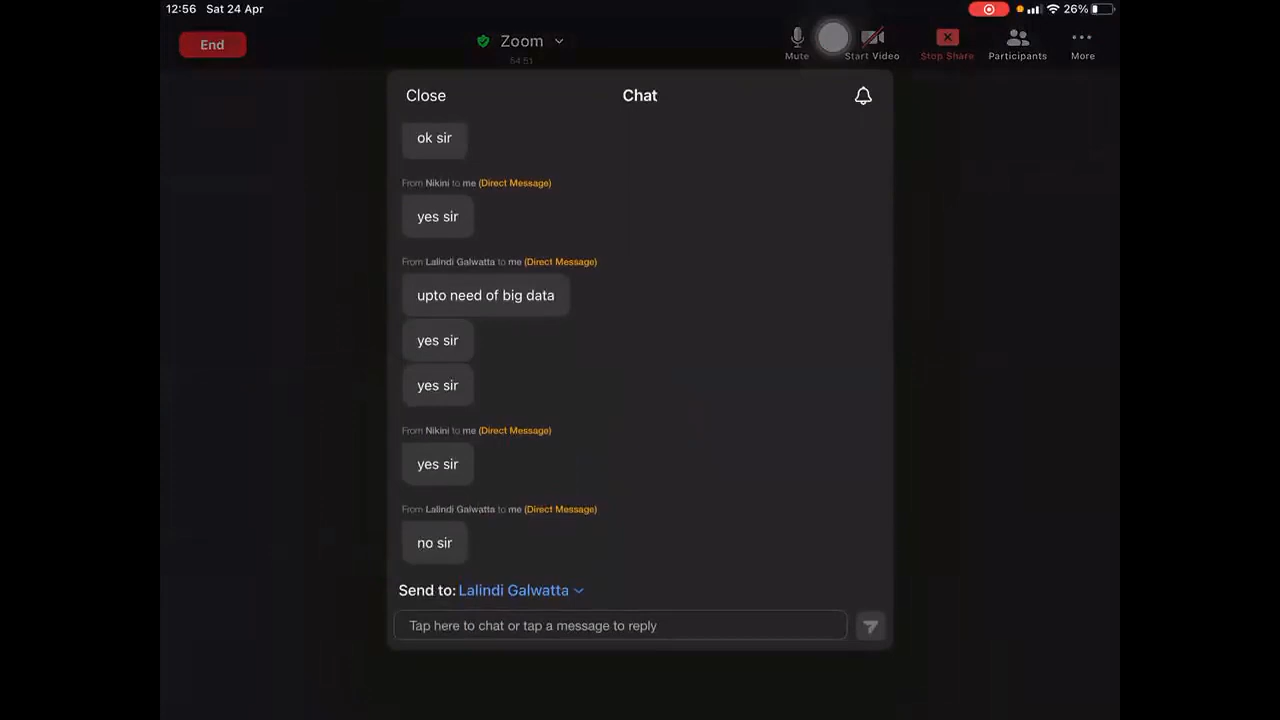 12:56 Sat 24 Apr
26%
End
Zoom
54:51
Mute
Start Video
Stop Share
Participants
More
Close
Chat
ok sir
From Nikini to me (Direct Message)
yes sir
From Lalindi Galwatta to me (Direct Message)
upto need of big data
yes sir
yes sir
From Nikini to me (Direct Message)
yes sir
From Lalindi Galwatta to me (Direct Message)
no sir
Send to: Lalindi Galwatta
Tap here to chat or tap a message to reply